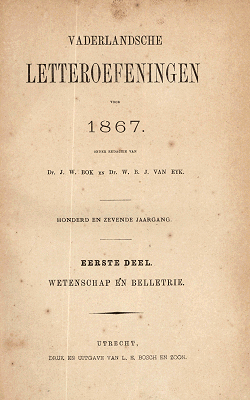 VADERLANDSCHE
LETTEROEFENINGEN
VOOR
1867.
ONDER REDACTIE VAN
Dr. J. W. BOK EN Dr. W. B. J. VAN EYK.
HONDERD EN ZEVENDE JAARGANG.
EERSTE DEEL.
WETENSCHAP EN BELLETRIE.
UTRECHT,
DRUK EN UITGAVE VAN L. E. BOSCH EN ZOON.